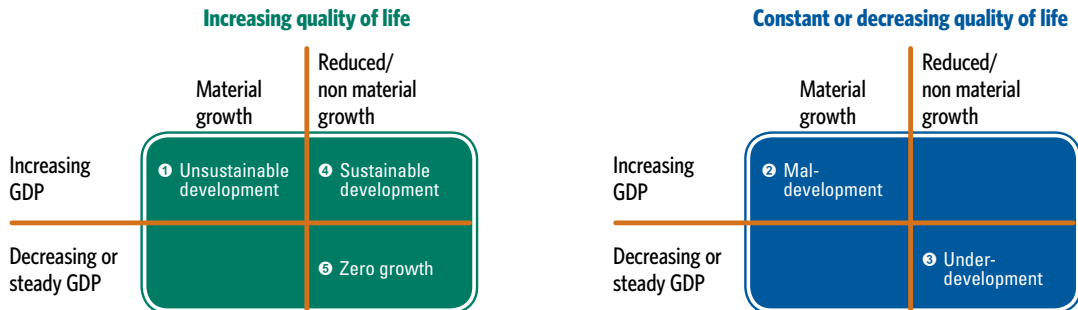 Increasing quality of life
Material
growth
Reduced/
non material
growth
Increasing
GDP
❶ Unsustainable
development
❹ Sustainable
development
Decreasing or
steady GDP
❺ Zero growth
Constant or decreasing quality of life
Material
growth
Reduced/
non material
growth
Increasing
GDP
❷ Mal-
development
Decreasing or
steady GDP
❸ Under-
development